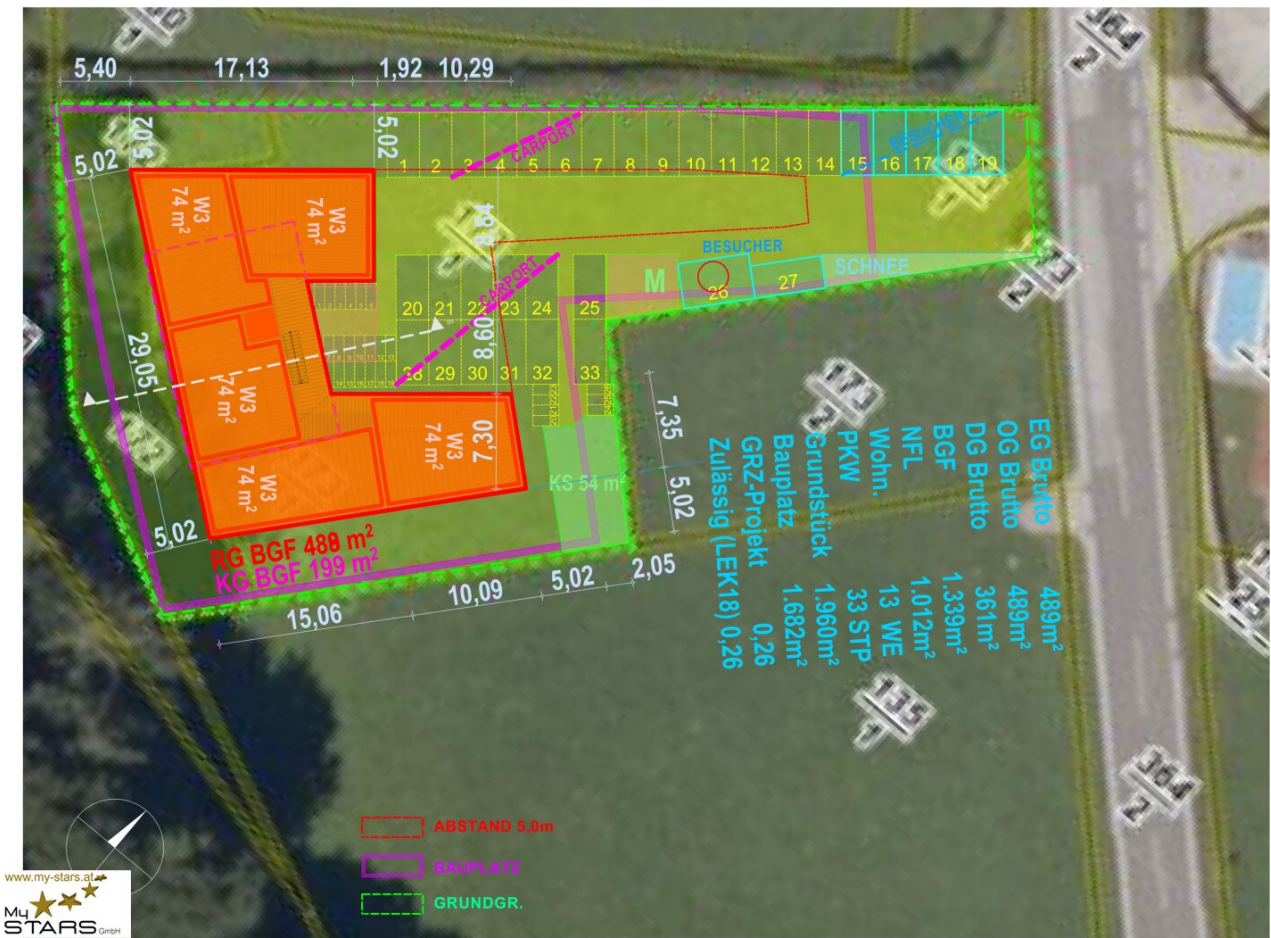 5,40
17,13
1,92
10,29
5,02
5,02
5,02
1 2 3 4 5 6 7 8 9 10 11 12 13 14 15 16 17 18 19
CARPORT
BESUCHER
W3
74 m²
W3
74 m²
8,84
BESUCHER
CARPORT
SCHNEE
M
26
27
20 21 22 23 24 25
29,05
8,60
28 29 30 31 32 33
W3
74 m²
W3
74 m²
7,30
W3
74 m²
7,35
5,02
KS 54 m²
5,02
RG BGF 489 m²
KG BGF 199 m²
15,06
10,09
5,02
2,05
EG Brutto 489m²
OG Brutto 489m²
DG Brutto 361m²
BGF 1.339m²
NFL 1.012m²
Wohn. 13 WE
PKW 33 STP
Grundstück 1.960m²
Bauplatz 1.682m²
GRZ-Projekt 0,26
Zulässig (LEK18) 0,26
135
ABSTAND 5,0m
BAUPLATZ
GRUNDGR.
www.my-stars.at
My
STARS GmbH